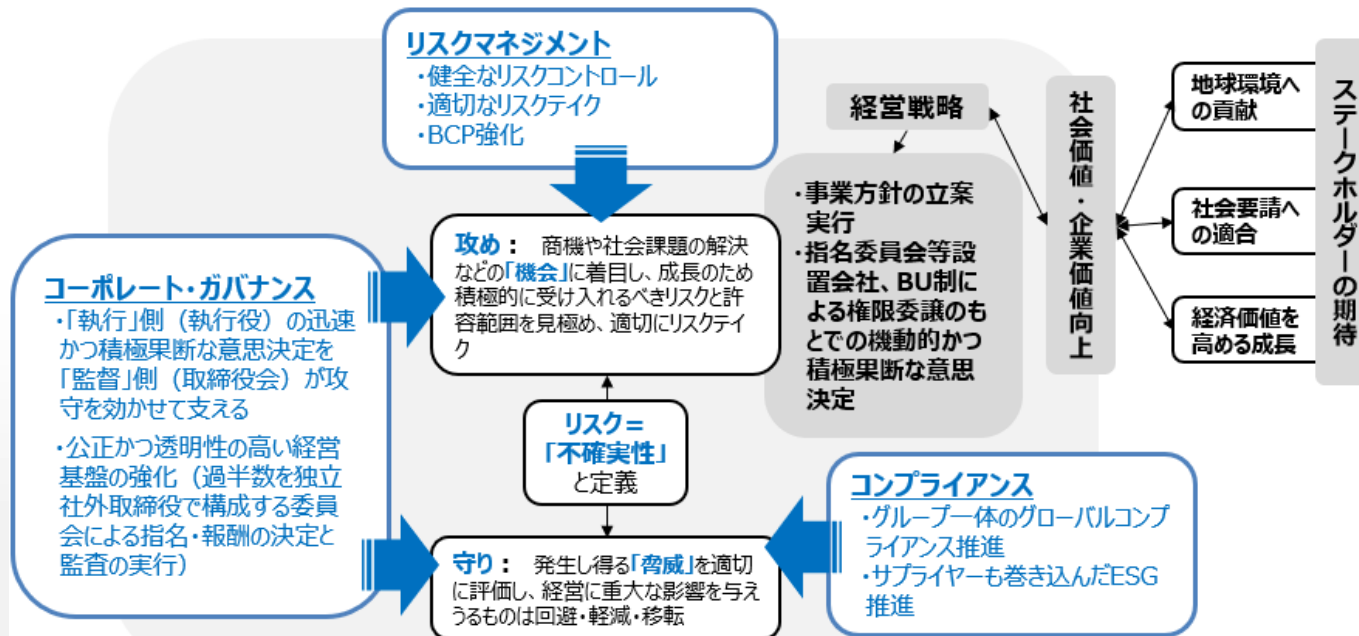 リスクマネジメント
・健全なリスクコントロール
・適切なリスクテイク
・BCP強化
コーポレート・ガバナンス
・「執行」側（執行役）の迅速
かつ積極果断な意思決定を
「監督」側（取締役会）が攻
守を効かせて支える
・公正かつ透明性の高い経営
基盤の強化（過半数を独立
社外取締役で構成する委員
会による指名・報酬の決定と
監査の実行）
攻め： 商機や社会課題の解決
などの「機会」に着目し、成長のため
積極的に受け入れるべきリスクと許
容範囲を見極め、適切にリスクテイ
ク
リスク＝
「不確実性」
と定義
守り： 発生し得る「脅威」を適切
に評価し、経営に重大な影響を与え
うるものは回避・軽減・移転
経営戦略
・事業方針の立案
実行
・指名委員会等設
置会社、BU制に
よる権限委譲のも
とでの機動的かつ
積極果断な意思
決定
コンプライアンス
・グループ一体のグローバルコンプ
ライアンス推進
・サプライヤーも巻き込んだESG
推進
社会価値・企業価値向上
地球環境へ
の貢献
社会要請へ
の適合
経済価値を
高める成長
ステークホルダーの期待